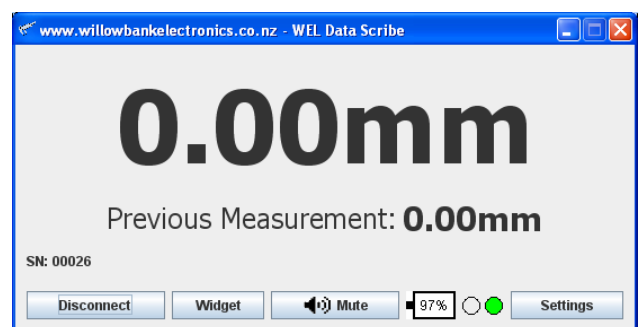 www.willowbankelectronics.co.nz - WEL Data Scribe
0.00mm
Previous Measurement: 0.00mm
SN: 00026
Disconnect Widget Mute 97% Settings